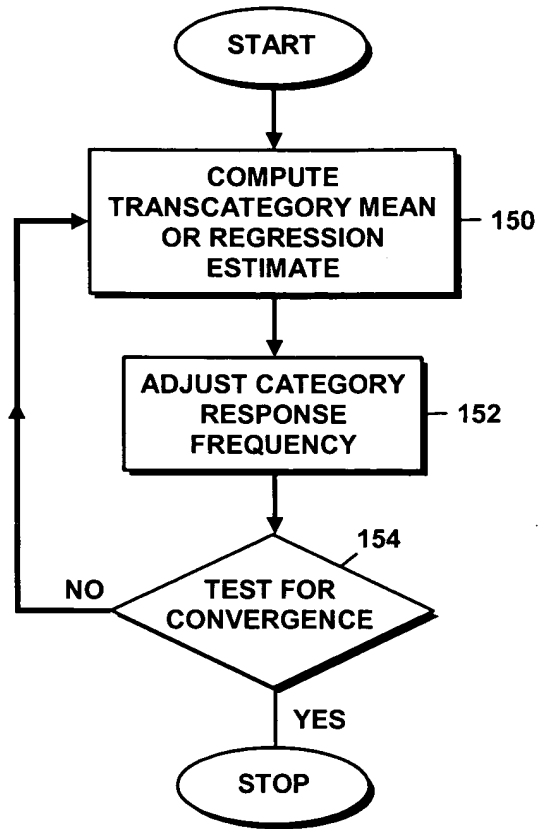 START
COMPUTE
TRANSCATEGORY MEAN
OR REGRESSION
ESTIMATE
150
ADJUST CATEGORY
RESPONSE
FREQUENCY
152
154
TEST FOR
CONVERGENCE
NO
YES
STOP